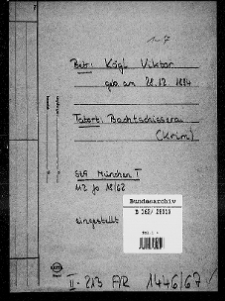 Betr.: Kögl Viktor
geb. am 22.12.1894
Tatort: Bachtschissarai
(Krim)
StA München I
112 Js 18/62
Bundesarchiv
B 162/
eingestellt
II - 213 AR 1446/67